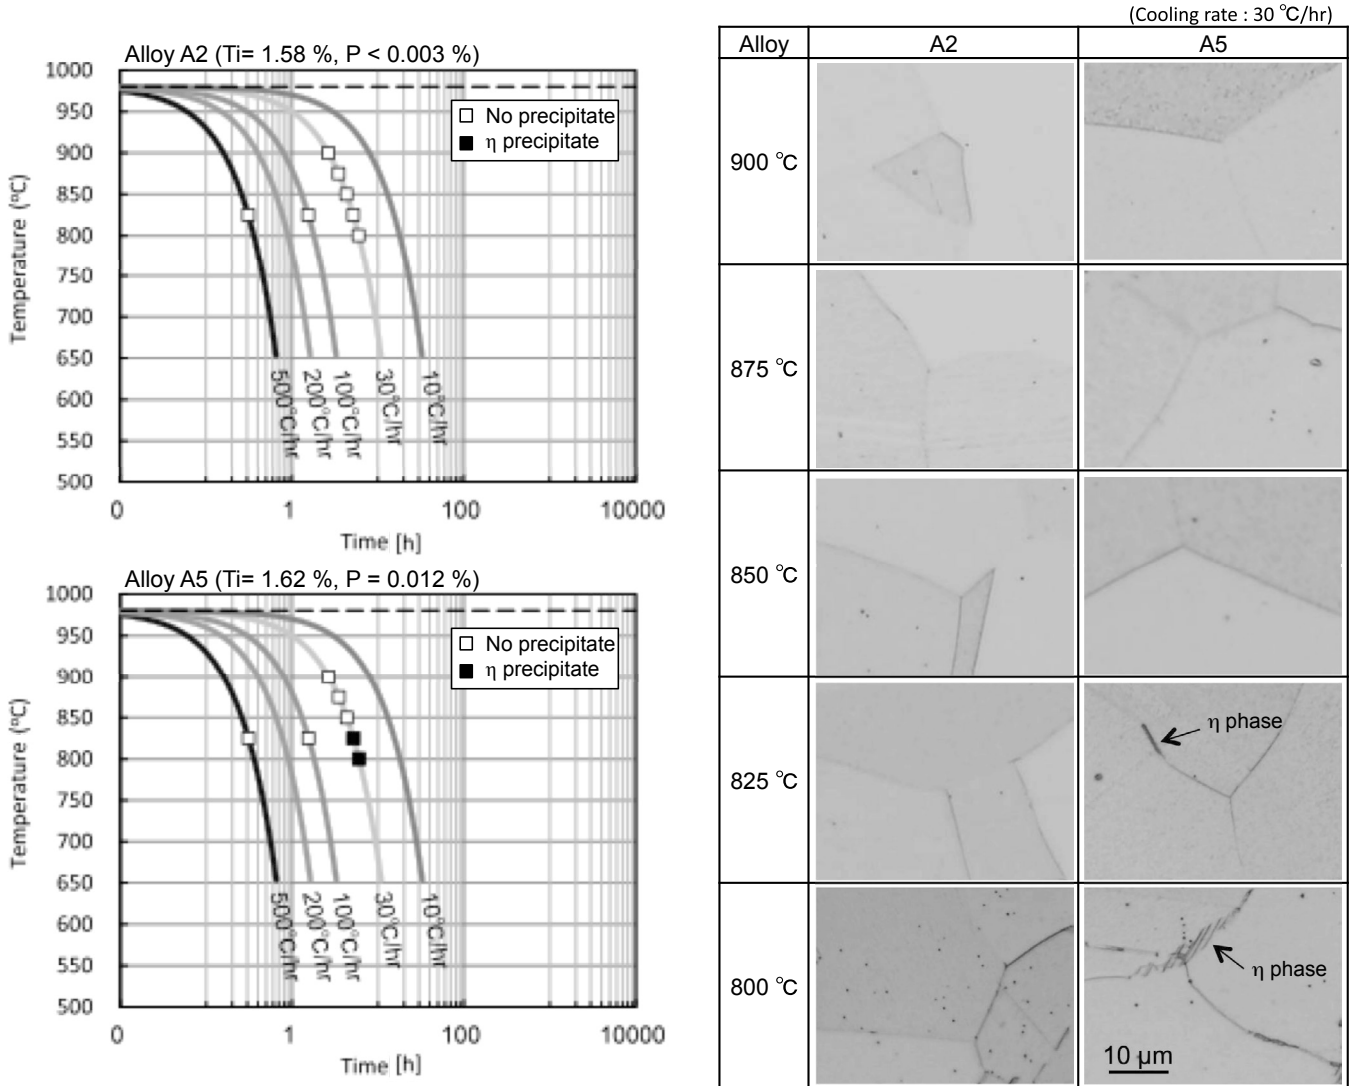 Alloy A2 (Ti= 1.58 %, P < 0.003 %)
1000
950
900
850
800
750
700
650
600
550
500
Temperature (ºC)
No precipitate
η precipitate
500℃/hr
200℃/hr
100℃/hr
30℃/hr
10℃/hr
0
1
100
10000
Time [h]
Alloy A5 (Ti= 1.62 %, P = 0.012 %)
1000
950
900
850
800
750
700
650
600
550
500
Temperature (ºC)
No precipitate
η precipitate
500℃/hr
200℃/hr
100℃/hr
30℃/hr
10℃/hr
0
1
100
10000
Time [h]
(Cooling rate : 30 ℃/hr)
Alloy A2 A5
900 ℃
875 ℃
850 ℃
825 ℃
η phase
800 ℃
η phase
10 µm